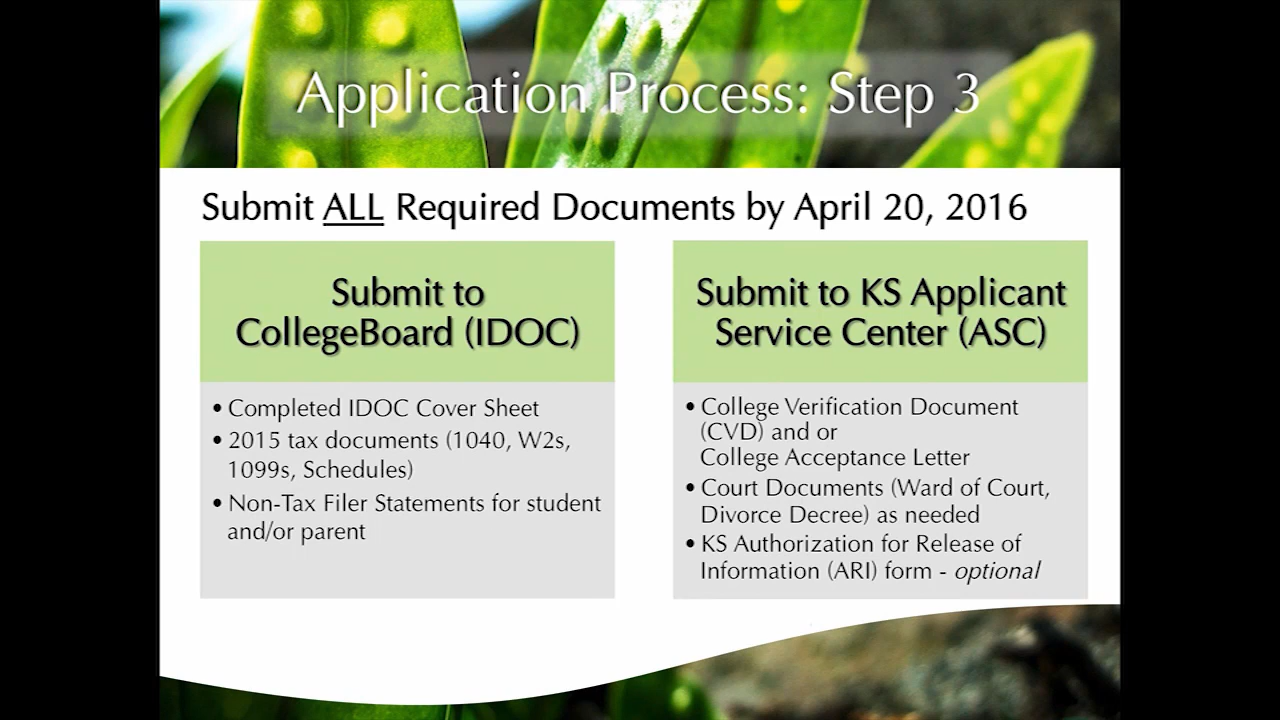 Application Process: Step 3
Submit ALL Required Documents by April 20, 2016
Submit to
CollegeBoard (IDOC)
• Completed IDOC Cover Sheet
• 2015 tax documents (1040, W2s,
1099s, Schedules)
• Non-Tax Filer Statements for student
and/or parent
Submit to KS Applicant
Service Center (ASC)
• College Verification Document
(CVD) and or
College Acceptance Letter
• Court Documents (Ward of Court,
Divorce Decree) as needed
• KS Authorization for Release of
Information (ARI) form - optional